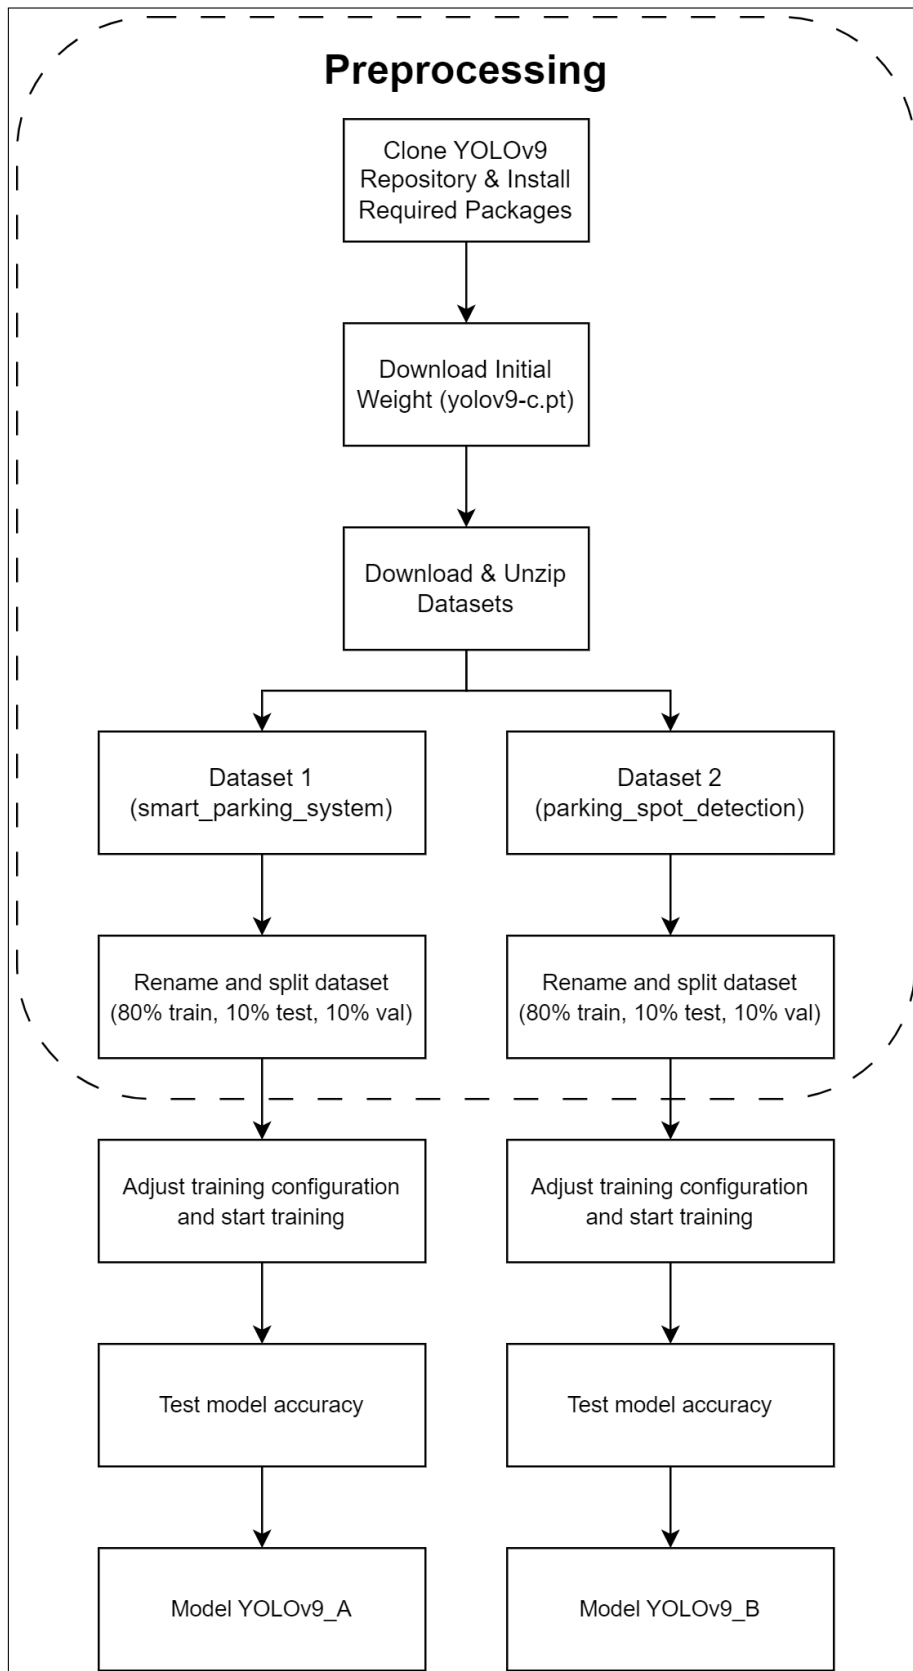 Preprocessing
Clone YOLOv9
Repository & Install
Required Packages
Download Initial
Weight (yolov9-c.pt)
Download & Unzip
Datasets
Dataset 1
(smart_parking_system)
Dataset 2
(parking_spot_detection)
Rename and split dataset
(80% train, 10% test, 10% val)
Rename and split dataset
(80% train, 10% test, 10% val)
Adjust training configuration
and start training
Adjust training configuration
and start training
Test model accuracy
Test model accuracy
Model YOLOv9_A
Model YOLOv9_B